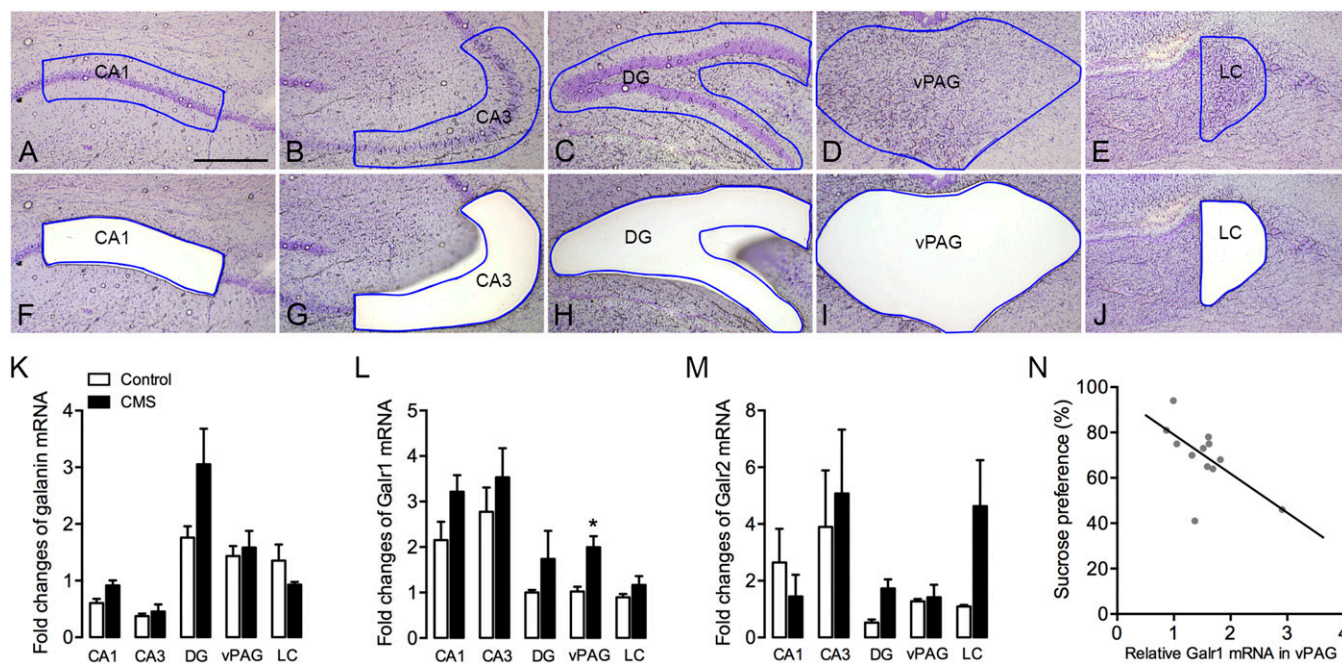 CA1
A
CA3
B
DG
C
vPAG
D
LC
E
CA1
F
CA3
G
DG
H
vPAG
I
LC
J
K
Control
CMS
Fold changes of galanin mRNA
4
3
2
1
0
CA1 CA3 DG vPAG LC
L
Fold changes of Galr1 mRNA
5
4
3
2
1
0
*
CA1 CA3 DG vPAG LC
M
Fold changes of Galr2 mRNA
8
6
4
2
0
CA1 CA3 DG vPAG LC
N
Sucrose preference (%)
100
80
60
40
20
0
0 1 2 3 4
Relative Galr1 mRNA in vPAG